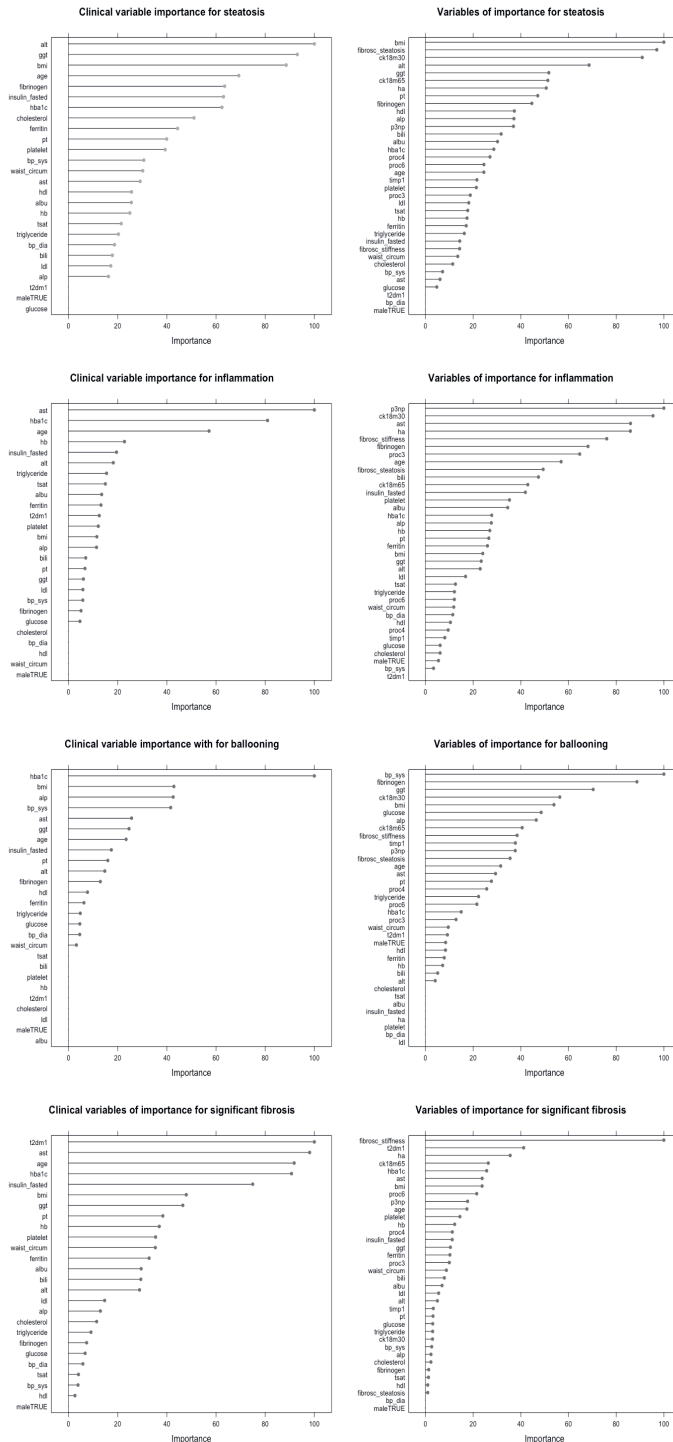 Clinical variable importance for steatosis
alt
ggt
bmi
age
fibrinogen
insulin_fasted
hba1c
cholesterol
ferritin
pt
platelet
bp_sys
waist_circum
ast
hdl
albu
hb
tsat
triglyceride
bp_dia
bili
ldl
alp
t2dm1
maleTRUE
glucose
0 20 40 60 80 100
Importance
Variables of importance for steatosis
bmi
fibrosc_steatosis
ck18m30
alt
ggt
ck18m65
ha
pt
fibrinogen
hdl
alp
p3np
bili
albu
hba1c
proc4
proc6
age
timp1
platelet
proc3
ldl
tsat
hb
ferritin
triglyceride
insulin_fasted
fibrosc_stiffness
waist_circum
cholesterol
bp_sys
ast
glucose
t2dm1
bp_dia
maleTRUE
0 20 40 60 80 100
Importance
Clinical variable importance for inflammation
ast
hba1c
age
hb
insulin_fasted
alt
triglyceride
tsat
albu
ferritin
t2dm1
platelet
bmi
alp
bili
pt
ggt
ldl
bp_sys
fibrinogen
glucose
cholesterol
bp_dia
hdl
waist_circum
maleTRUE
0 20 40 60 80 100
Importance
Variables of importance for inflammation
p3np
ck18m30
ast
ha
fibrosc_stiffness
fibrinogen
proc3
age
fibrosc_steatosis
bili
ck18m65
insulin_fasted
platelet
albu
hba1c
alp
hb
pt
ferritin
bmi
ggt
alt
ldl
tsat
triglyceride
proc6
waist_circum
bp_dia
hdl
proc4
timp1
glucose
cholesterol
maleTRUE
bp_sys
t2dm1
0 20 40 60 80 100
Importance
Clinical variable importance with for ballooning
hba1c
bmi
alp
bp_sys
ast
ggt
age
insulin_fasted
pt
alt
fibrinogen
hdl
ferritin
triglyceride
glucose
bp_dia
waist_circum
tsat
bili
platelet
hb
t2dm1
cholesterol
ldl
maleTRUE
albu
0 20 40 60 80 100
Importance
Variables of importance for ballooning
bp_sys
fibrinogen
ggt
ck18m30
bmi
glucose
alp
ck18m65
fibrosc_stiffness
timp1
p3np
fibrosc_steatosis
age
ast
pt
proc4
triglyceride
proc6
hba1c
proc3
waist_circum
t2dm1
maleTRUE
hdl
ferritin
hb
bili
alt
cholesterol
tsat
albu
insulin_fasted
ha
platelet
bp_dia
ldl
0 20 40 60 80 100
Importance
Clinical variables of importance for significant fibrosis
t2dm1
ast
age
hba1c
insulin_fasted
bmi
ggt
pt
hb
platelet
waist_circum
ferritin
albu
bili
alt
ldl
alp
cholesterol
triglyceride
fibrinogen
glucose
bp_dia
tsat
bp_sys
hdl
maleTRUE
0 20 40 60 80 100
Importance
Variables of importance for significant fibrosis
fibrosc_stiffness
t2dm1
ha
ck18m65
hba1c
ast
bmi
proc6
p3np
age
platelet
hb
proc4
insulin_fasted
ggt
ferritin
proc3
waist_circum
bili
albu
ldl
alt
timp1
pt
glucose
triglyceride
ck18m30
bp_sys
alp
cholesterol
fibrinogen
tsat
hdl
fibrosc_steatosis
bp_dia
maleTRUE
0 20 40 60 80 100
Importance